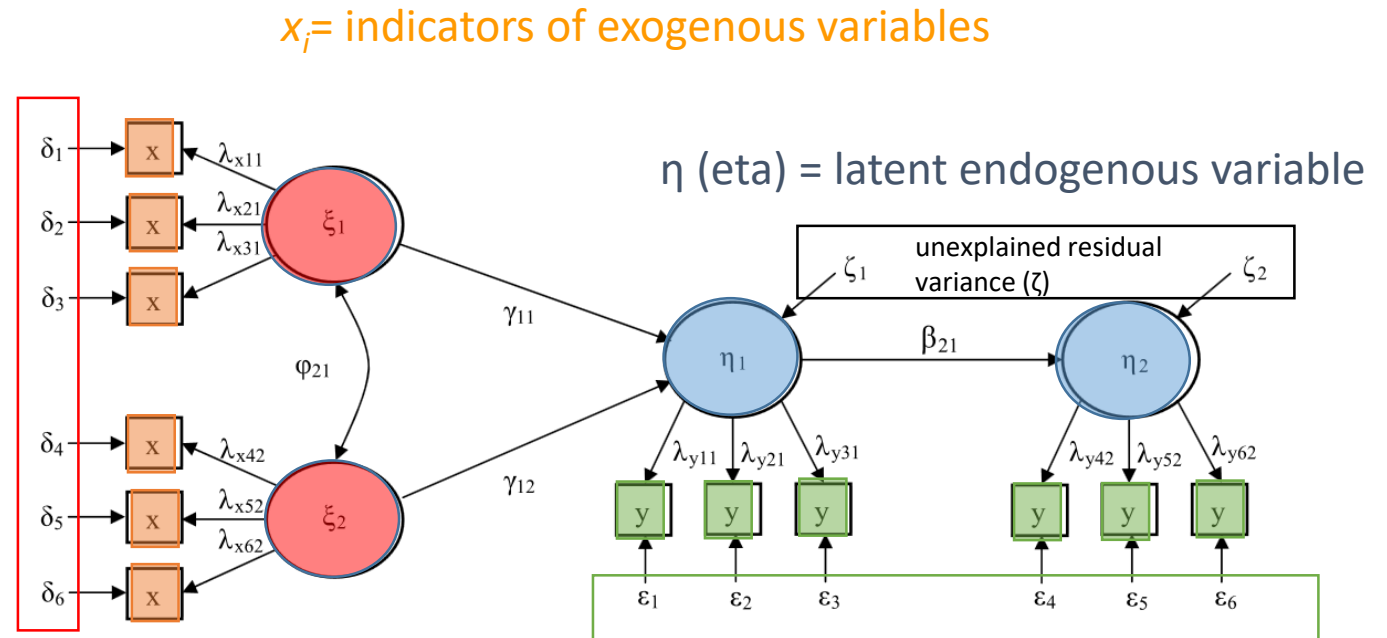 xᵢ= indicators of exogenous variables
η (eta) = latent endogenous variable
unexplained residual
variance (ζ)
δ₁
x
λx11
δ₂
x
λx21
ξ₁
δ₃
x
λx31
ζ₁
ζ₂
γ11
φ21
η₁
β21
η₂
γ12
δ₄
x
λx42
δ₅
x
λx52
ξ₂
δ₆
x
λx62
λy11
λy21
λy31
λy42
λy52
λy62
y
y
y
y
y
y
ε₁
ε₂
ε₃
ε₄
ε₅
ε₆